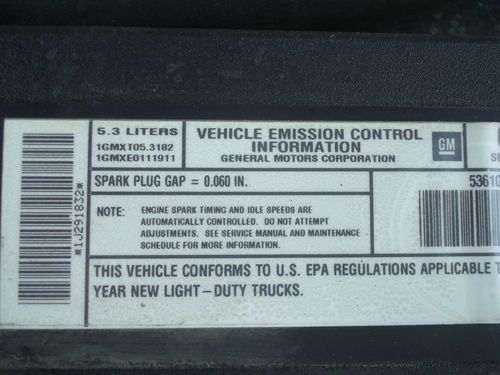 *1J291832*
5.3 LITERS
1GMXT05.3182
1GMXE0111911
VEHICLE EMISSION CONTROL
INFORMATION
GENERAL MOTORS CORPORATION
GM
SPARK PLUG GAP = 0.060 IN.
5361
NOTE: ENGINE SPARK TIMING AND IDLE SPEEDS ARE
AUTOMATICALLY CONTROLLED. DO NOT ATTEMPT
ADJUSTMENTS. SEE SERVICE MANUAL AND MAINTENANCE
SCHEDULE FOR MORE INFORMATION.
THIS VEHICLE CONFORMS TO U.S. EPA REGULATIONS APPLICABLE T
YEAR NEW LIGHT–DUTY TRUCKS.